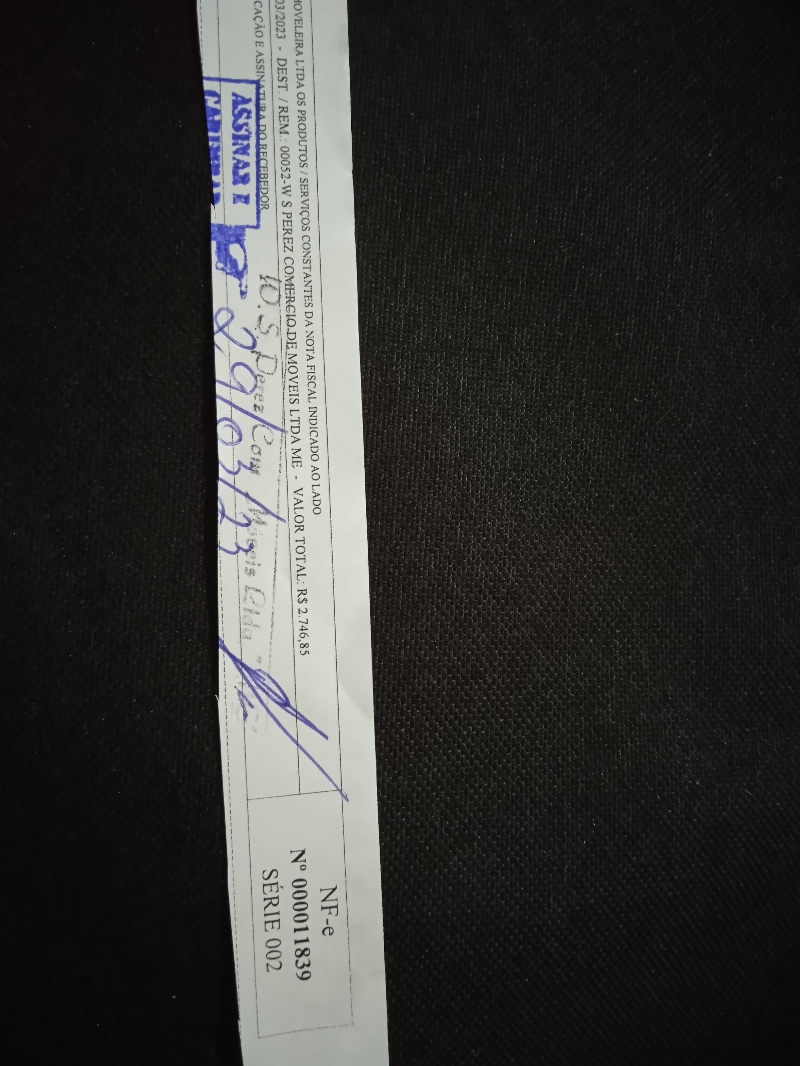 MOVELEIRA LTDA OS PRODUTOS / SERVIÇOS CONSTANTES DA NOTA FISCAL INDICADO AO LADO
03/2023 - DEST. / REM.: 00052-W S PEREZ COMERCIO DE MOVEIS LTDA ME - VALOR TOTAL: R$ 2.746,85
CAÇÃO E ASSINATURA DO RECEBEDOR
ASSINAR E
W. S. Perez Com Moveis Ltda
29/03/23
NF-e
Nº 000011839
SÉRIE 002